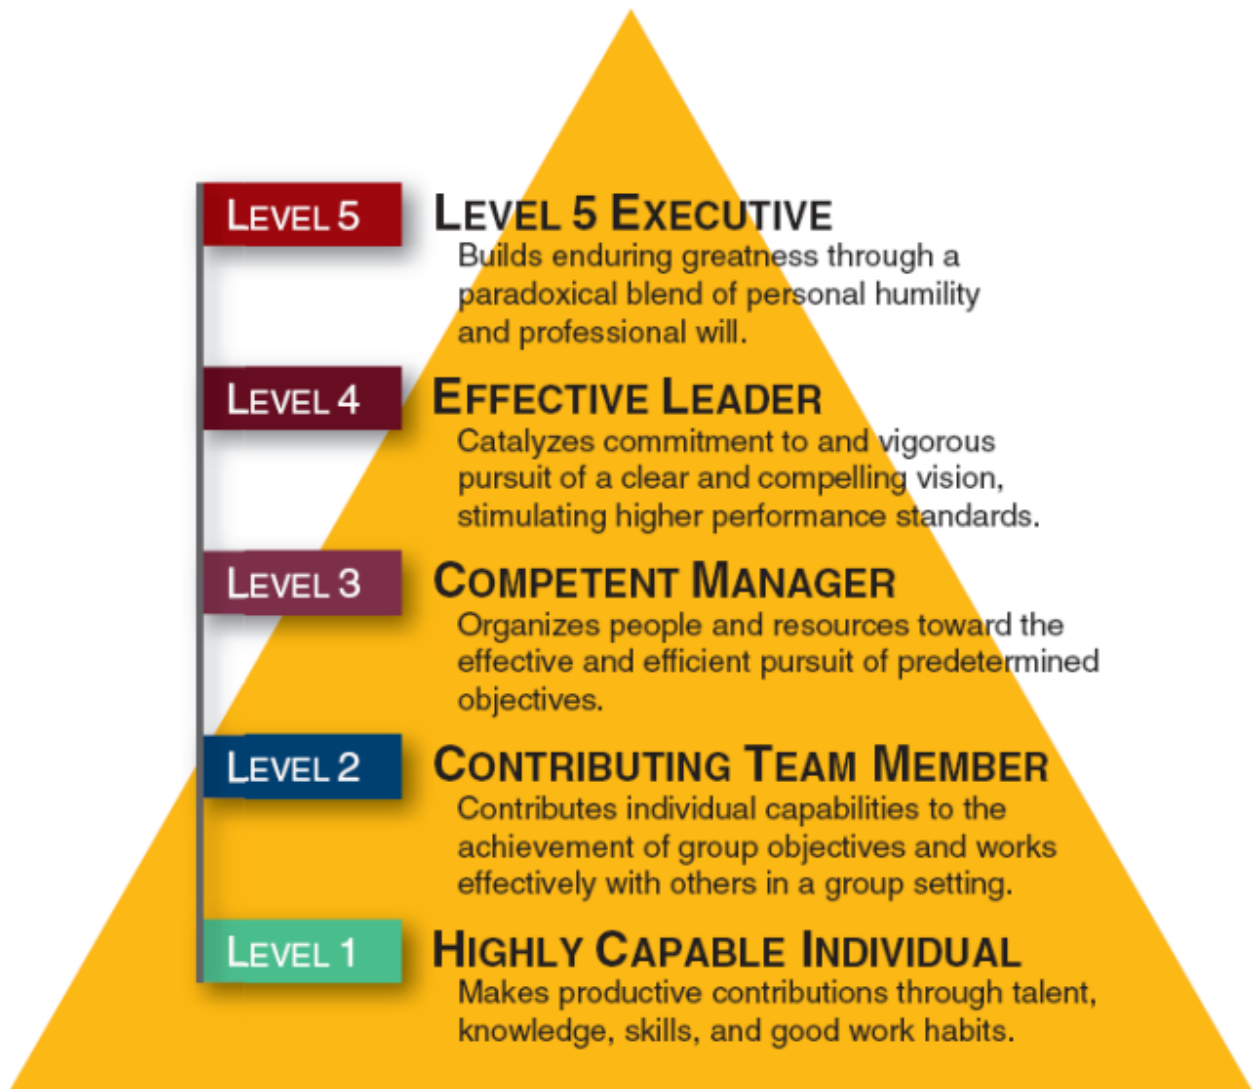 LEVEL 5
LEVEL 5 EXECUTIVE
Builds enduring greatness through a
paradoxical blend of personal humility
and professional will.
LEVEL 4
EFFECTIVE LEADER
Catalyzes commitment to and vigorous
pursuit of a clear and compelling vision,
stimulating higher performance standards.
LEVEL 3
COMPETENT MANAGER
Organizes people and resources toward the
effective and efficient pursuit of predetermined
objectives.
LEVEL 2
CONTRIBUTING TEAM MEMBER
Contributes individual capabilities to the
achievement of group objectives and works
effectively with others in a group setting.
LEVEL 1
HIGHLY CAPABLE INDIVIDUAL
Makes productive contributions through talent,
knowledge, skills, and good work habits.